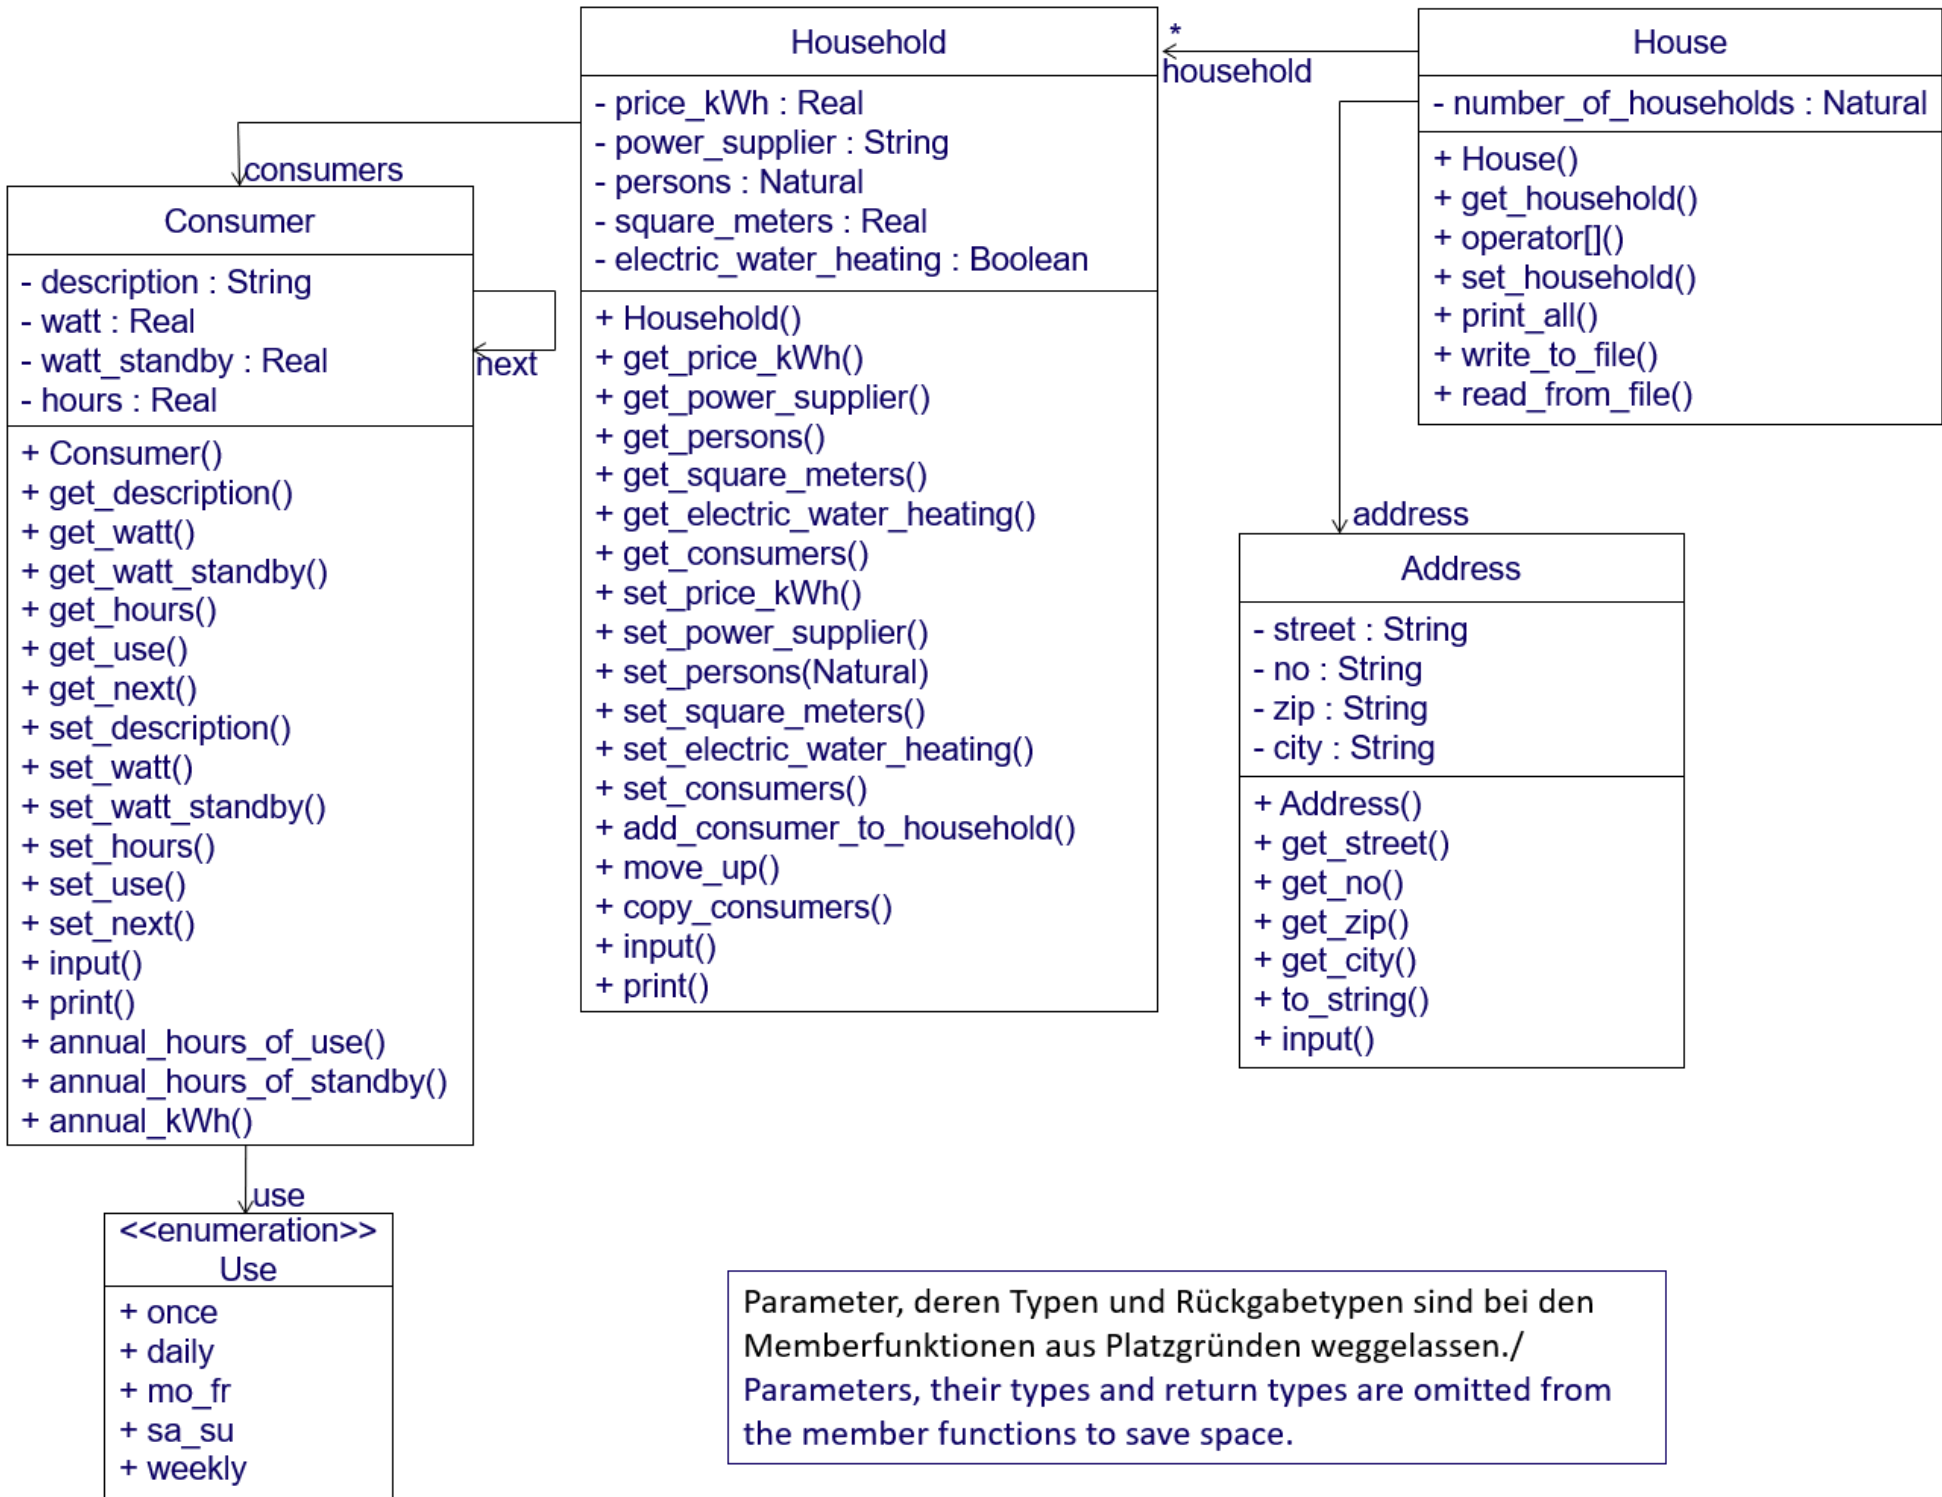 Household
- price_kWh : Real
- power_supplier : String
- persons : Natural
- square_meters : Real
- electric_water_heating : Boolean
+ Household()
+ get_price_kWh()
+ get_power_supplier()
+ get_persons()
+ get_square_meters()
+ get_electric_water_heating()
+ get_consumers()
+ set_price_kWh()
+ set_power_supplier()
+ set_persons(Natural)
+ set_square_meters()
+ set_electric_water_heating()
+ set_consumers()
+ add_consumer_to_household()
+ move_up()
+ copy_consumers()
+ input()
+ print()
*
household
House
- number_of_households : Natural
+ House()
+ get_household()
+ operator[]()
+ set_household()
+ print_all()
+ write_to_file()
+ read_from_file()
consumers
Consumer
- description : String
- watt : Real
- watt_standby : Real
- hours : Real
+ Consumer()
+ get_description()
+ get_watt()
+ get_watt_standby()
+ get_hours()
+ get_use()
+ get_next()
+ set_description()
+ set_watt()
+ set_watt_standby()
+ set_hours()
+ set_use()
+ set_next()
+ input()
+ print()
+ annual_hours_of_use()
+ annual_hours_of_standby()
+ annual_kWh()
next
address
Address
- street : String
- no : String
- zip : String
- city : String
+ Address()
+ get_street()
+ get_no()
+ get_zip()
+ get_city()
+ to_string()
+ input()
use
<<enumeration>>
Use
+ once
+ daily
+ mo_fr
+ sa_su
+ weekly
Parameter, deren Typen und Rückgabetypen sind bei den
Memberfunktionen aus Platzgründen weggelassen./
Parameters, their types and return types are omitted from
the member functions to save space.